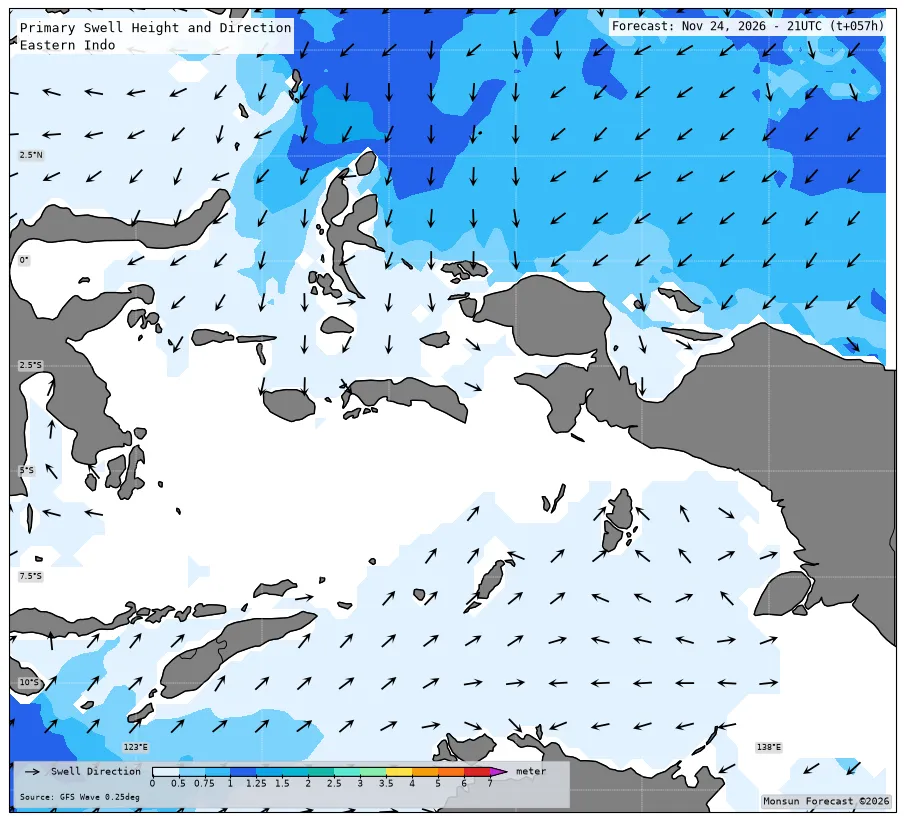 Primary Swell Height and Direction
Eastern Indo
Forecast: Nov 24, 2026 - 21UTC (t+057h)
2.5°N
0°
2.5°S
5°S
7.5°S
10°S
123°E
138°E
Swell Direction
meter
0 0.5 0.75 1 1.25 1.5 2 2.5 3 3.5 4 5 6 7
Source: GFS Wave 0.25deg
Monsun Forecast ©2026